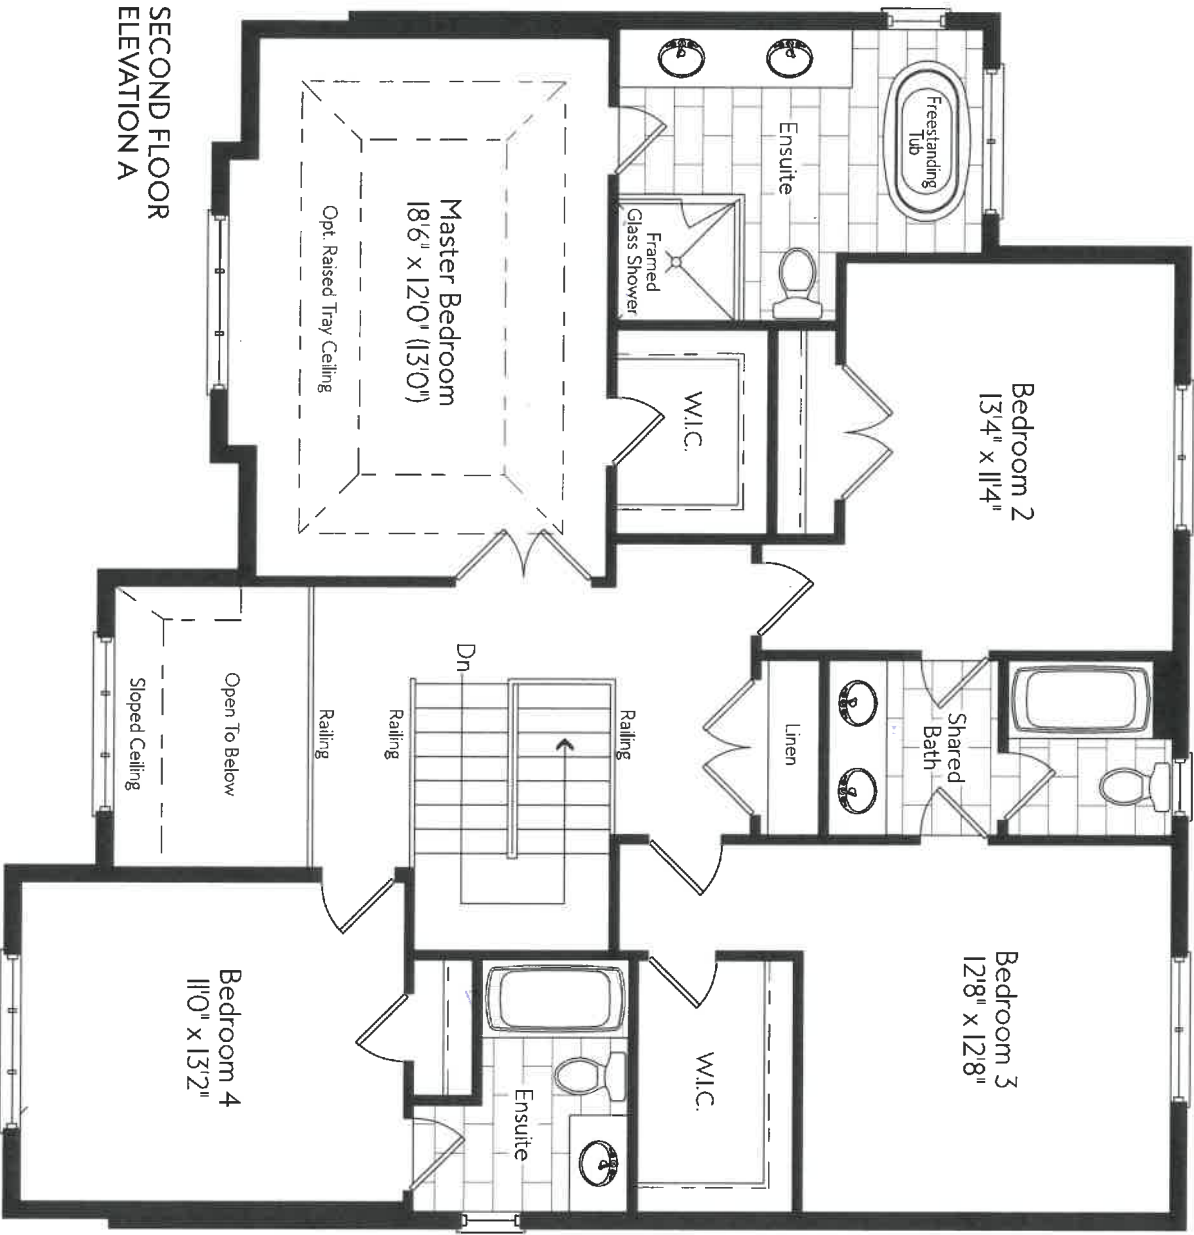 Freestanding
Tub
Ensuite
Framed
Glass Shower
Bedroom 2
13'4" x 11'4"
W.I.C.
Master Bedroom
18'6" x 12'0" (13'0")
Opt. Raised Tray Ceiling
Shared
Bath
Linen
Dn
Railing
Railing
Railing
Open To Below
Sloped Ceiling
Bedroom 3
12'8" x 12'8"
W.I.C.
Ensuite
Bedroom 4
11'0" x 13'2"
SECOND FLOOR
ELEVATION A